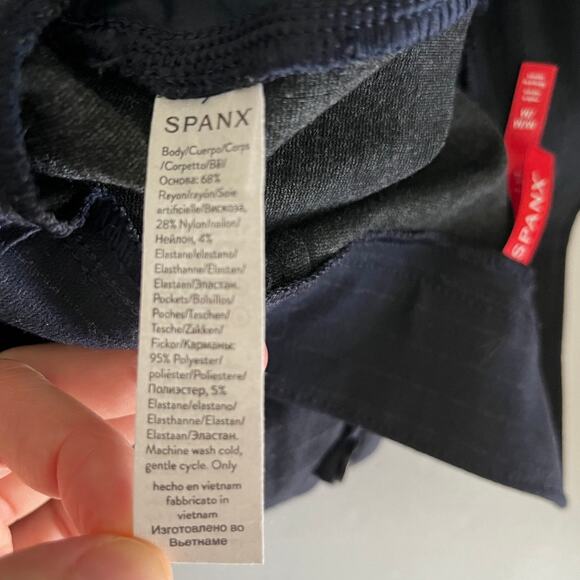 SPANX
Body/Cuerpo/Corps
/Corpetto/BEl/
Основа: 68%
Rayon/rayón/Soie
artificielle/Вискоза,
28% Nylon/nailon/
Нейлон, 4%
Elastane/elastano/
Elasthanne/Elastan/
Elastaan/Эластан.
Pockets/Bolsillos/
Poches/Taschen/
Tasche/Zakken/
Fickor/Карманы:
95% Polyester/
poliéster/Poliestere/
Полиэстер, 5%
Elastane/elastano/
Elasthanne/Elastan/
Elastaan/Эластан.
Machine wash cold,
gentle cycle. Only
hecho en vietnam
fabbricato in
vietnam
Изготовлено во
Вьетнаме
SPANX